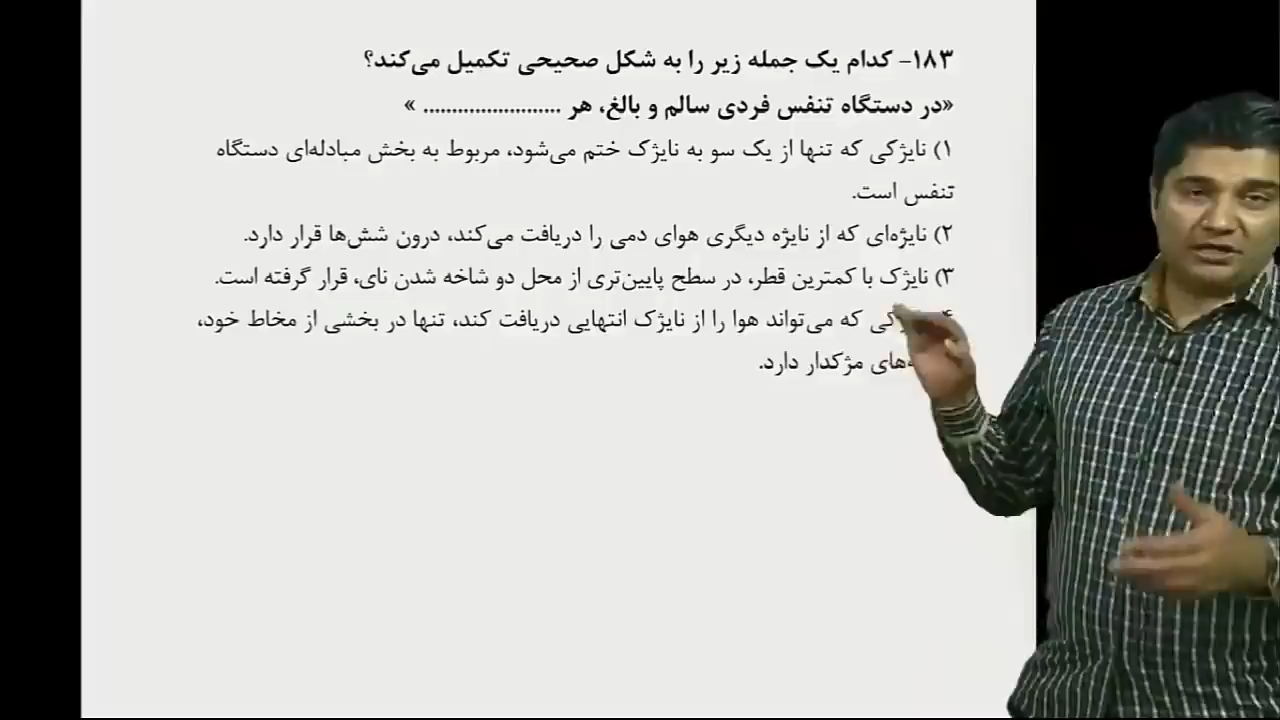 ۱۸۳- کدام یک جمله زیر را به شکل صحیحی تکمیل می‌کند؟
«در دستگاه تنفس فردی سالم و بالغ، هر ........................ »
۱) نایژکی که تنها از یک سو به نایژک ختم می‌شود، مربوط به بخش مبادله‌ای دستگاه
تنفس است.
۲) نایژه‌ای که از نایژه دیگری هوای دمی را دریافت می‌کند، درون شش‌ها قرار دارد.
۳) نایژک با کمترین قطر، در سطح پایین‌تری از محل دو شاخه شدن نای، قرار گرفته است.
که می‌تواند هوا را از نایژک انتهایی دریافت کند، تنها در بخشی از مخاط خود،
مژکدار دارد.